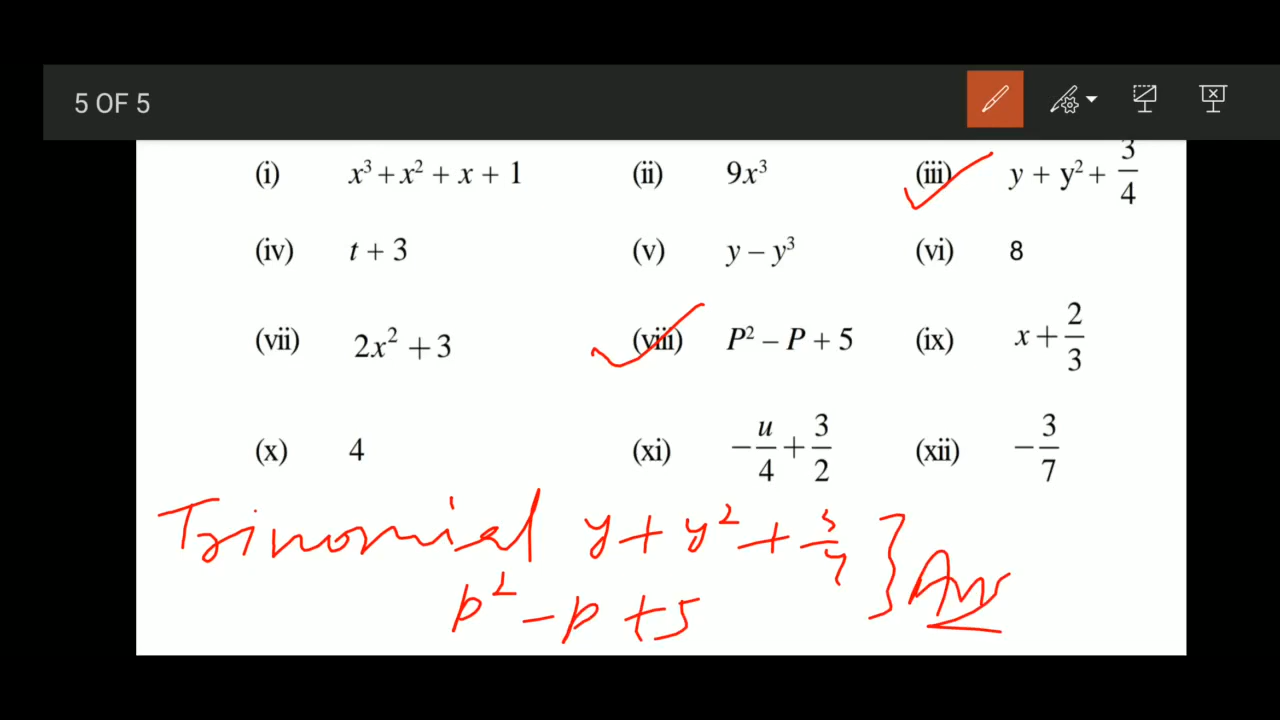 5 OF 5
(i) x³ + x² + x + 1 (ii) 9x³ (iii) y + y² + 3/4
(iv) t + 3 (v) y – y³ (vi) 8
(vii) 2x² + 3 (viii) P² – P + 5 (ix) x + 2/3
(x) 4 (xi) –u/4 + 3/2 (xii) –3/7
Trinomial y + y² + 3/4 } Ans
p² – p + 5